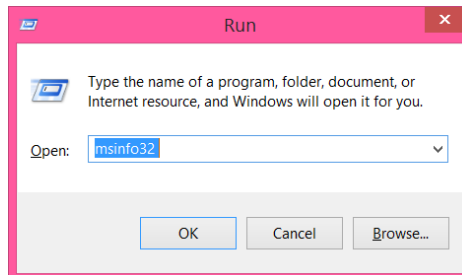 Run
Type the name of a program, folder, document, or
Internet resource, and Windows will open it for you.
Open: msinfo32
OK Cancel Browse...